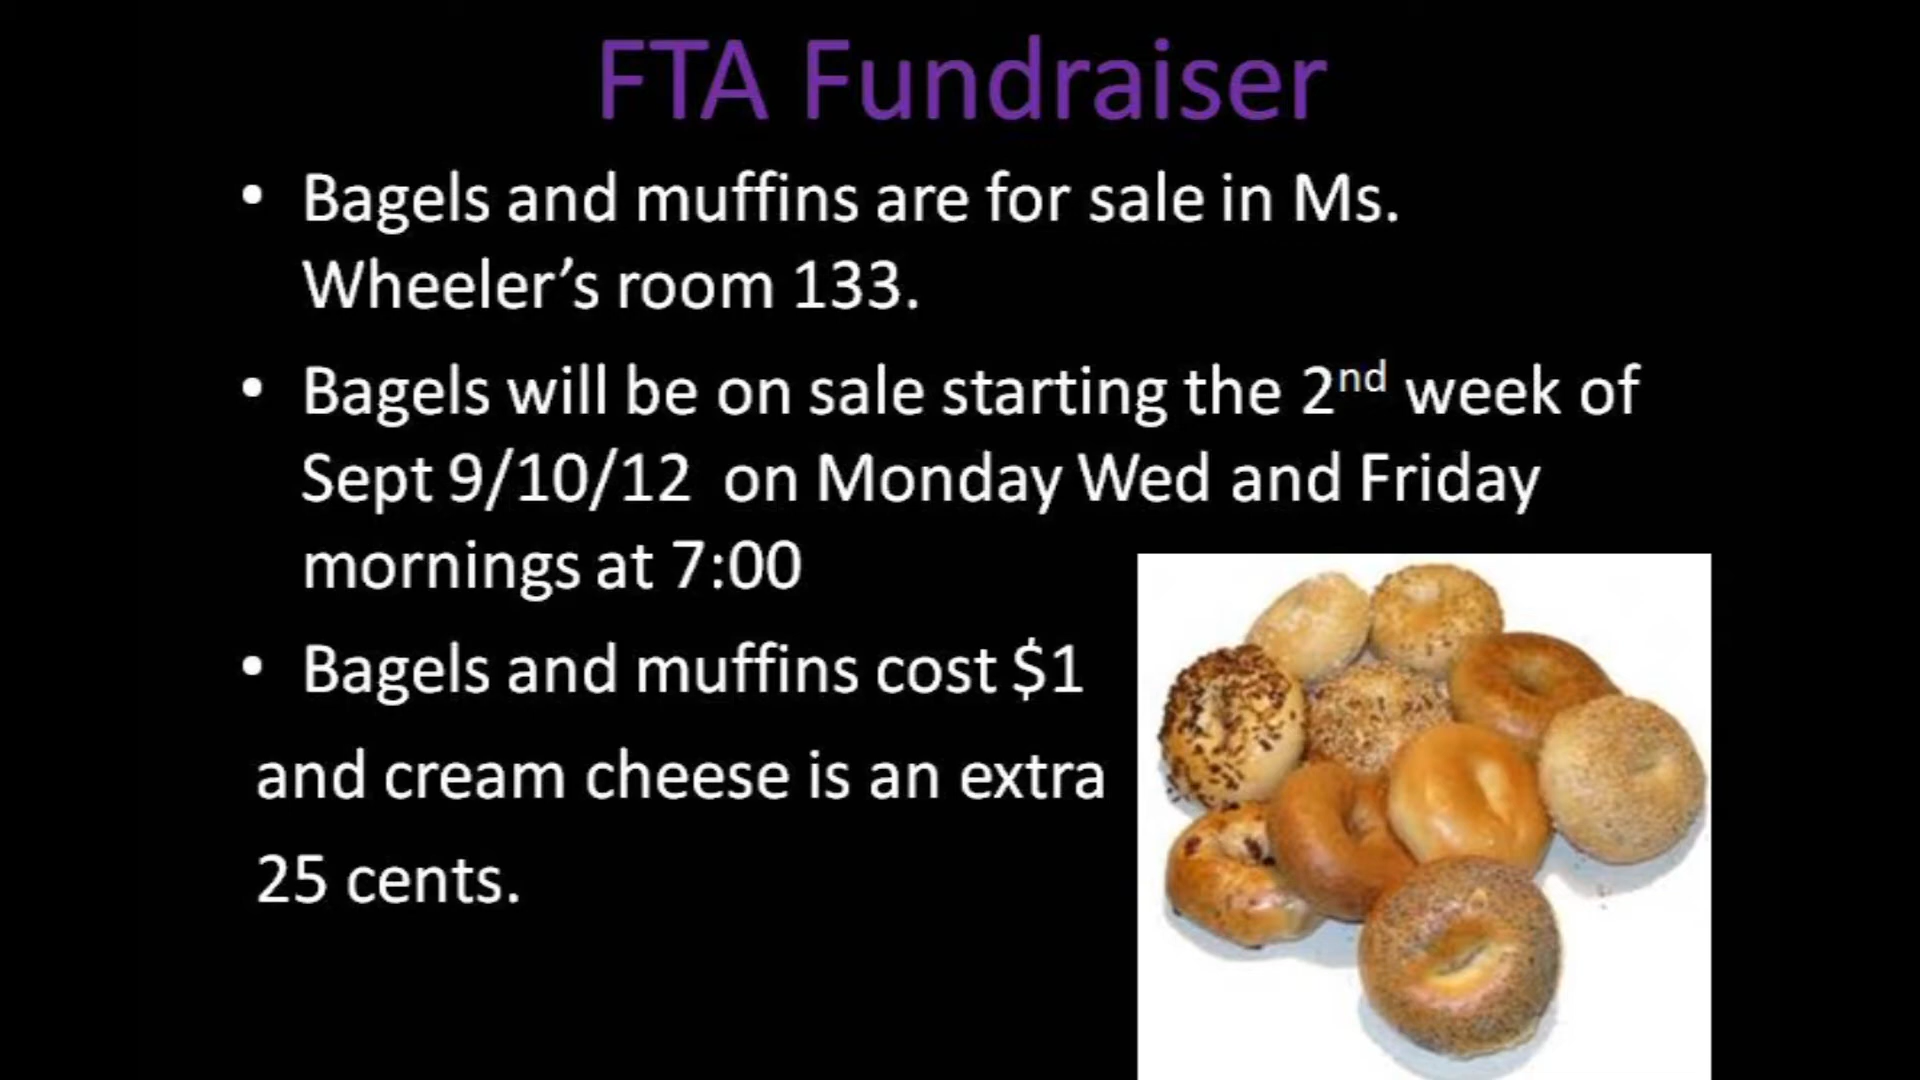 FTA Fundraiser
• Bagels and muffins are for sale in Ms.
Wheeler’s room 133.
• Bagels will be on sale starting the 2nd week of
Sept 9/10/12 on Monday Wed and Friday
mornings at 7:00
• Bagels and muffins cost $1
and cream cheese is an extra
25 cents.